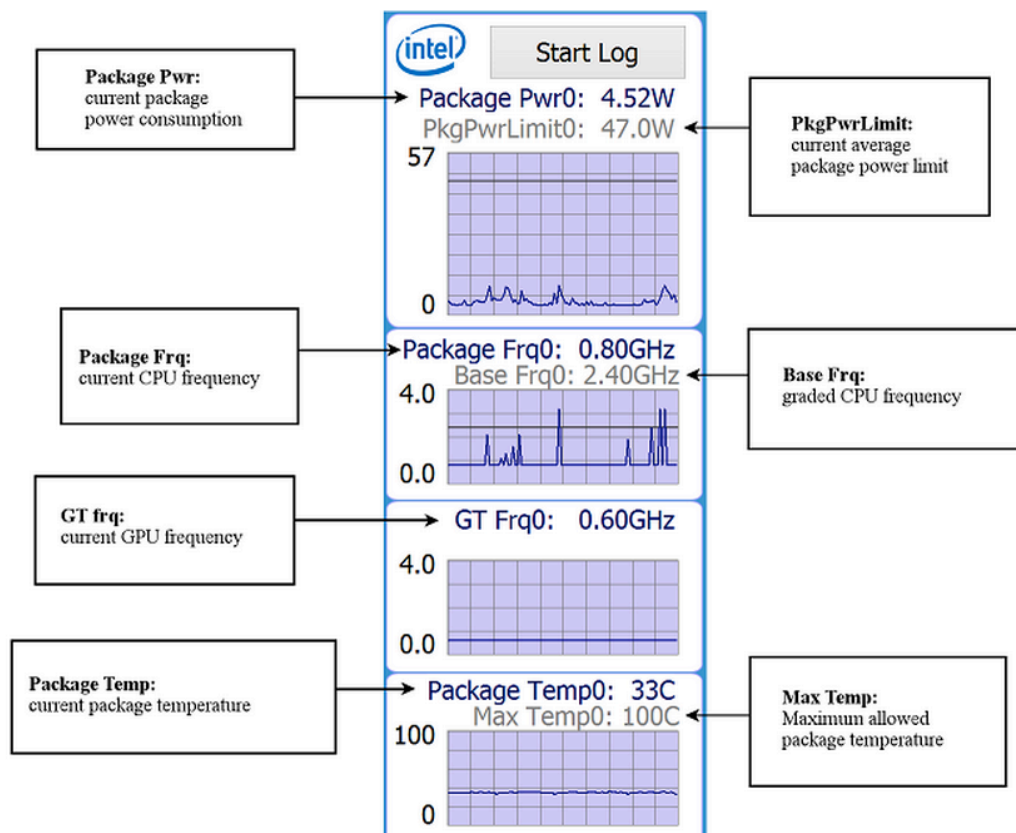 intel
Start Log
Package Pwr:
current package
power consumption
Package Pwr0: 4.52W
PkgPwrLimit0: 47.0W
PkgPwrLimit:
current average
package power limit
57
0
Package Frq:
current CPU frequency
Package Frq0: 0.80GHz
Base Frq0: 2.40GHz
Base Frq:
graded CPU frequency
4.0
0.0
GT frq:
current GPU frequency
GT Frq0: 0.60GHz
4.0
0.0
Package Temp:
current package temperature
Package Temp0: 33C
Max Temp0: 100C
Max Temp:
Maximum allowed
package temperature
100
0